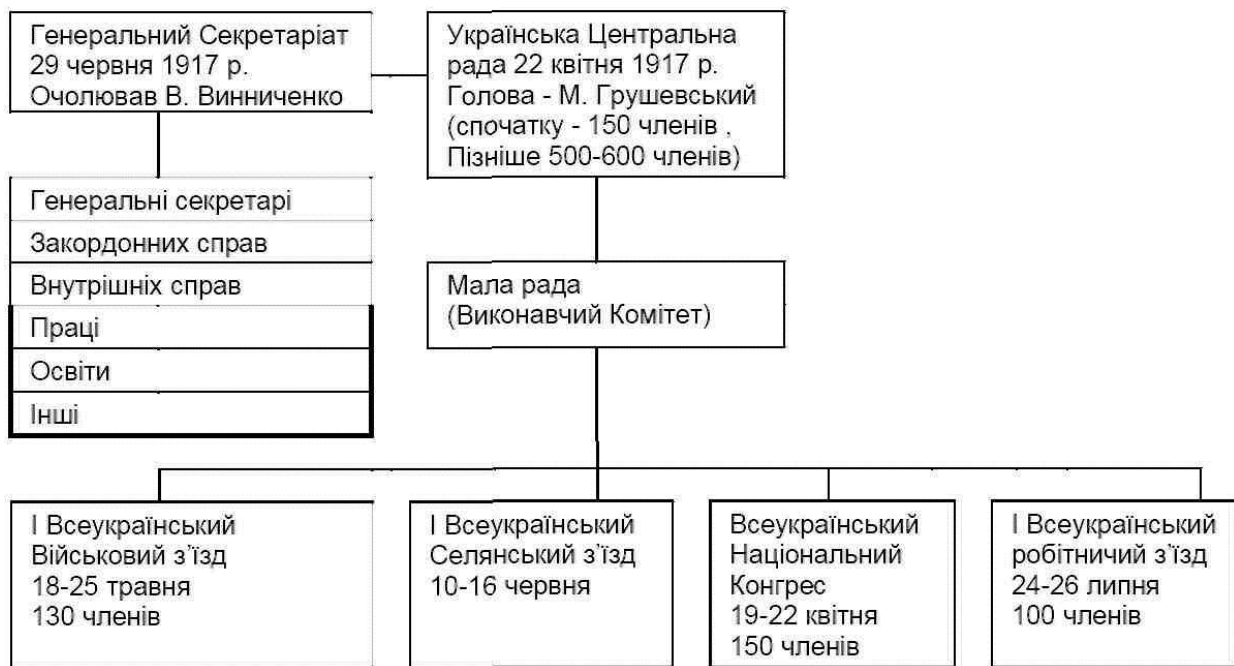 Генеральний Секретаріат
29 червня 1917 р.
Очолював В. Винниченко
Українська Центральна
рада 22 квітня 1917 р.
Голова - М. Грушевський
(спочатку - 150 членів ,
Пізніше 500-600 членів)
Генеральні секретарі
Закордонних справ
Внутрішніх справ
Праці
Освіти
Інші
Мала рада
(Виконавчий Комітет)
І Всеукраїнський
Військовий з’їзд
18-25 травня
130 членів
І Всеукраїнський
Селянський з’їзд
10-16 червня
Всеукраїнський
Національний
Конгрес
19-22 квітня
150 членів
І Всеукраїнський
робітничий з’їзд
24-26 липня
100 членів